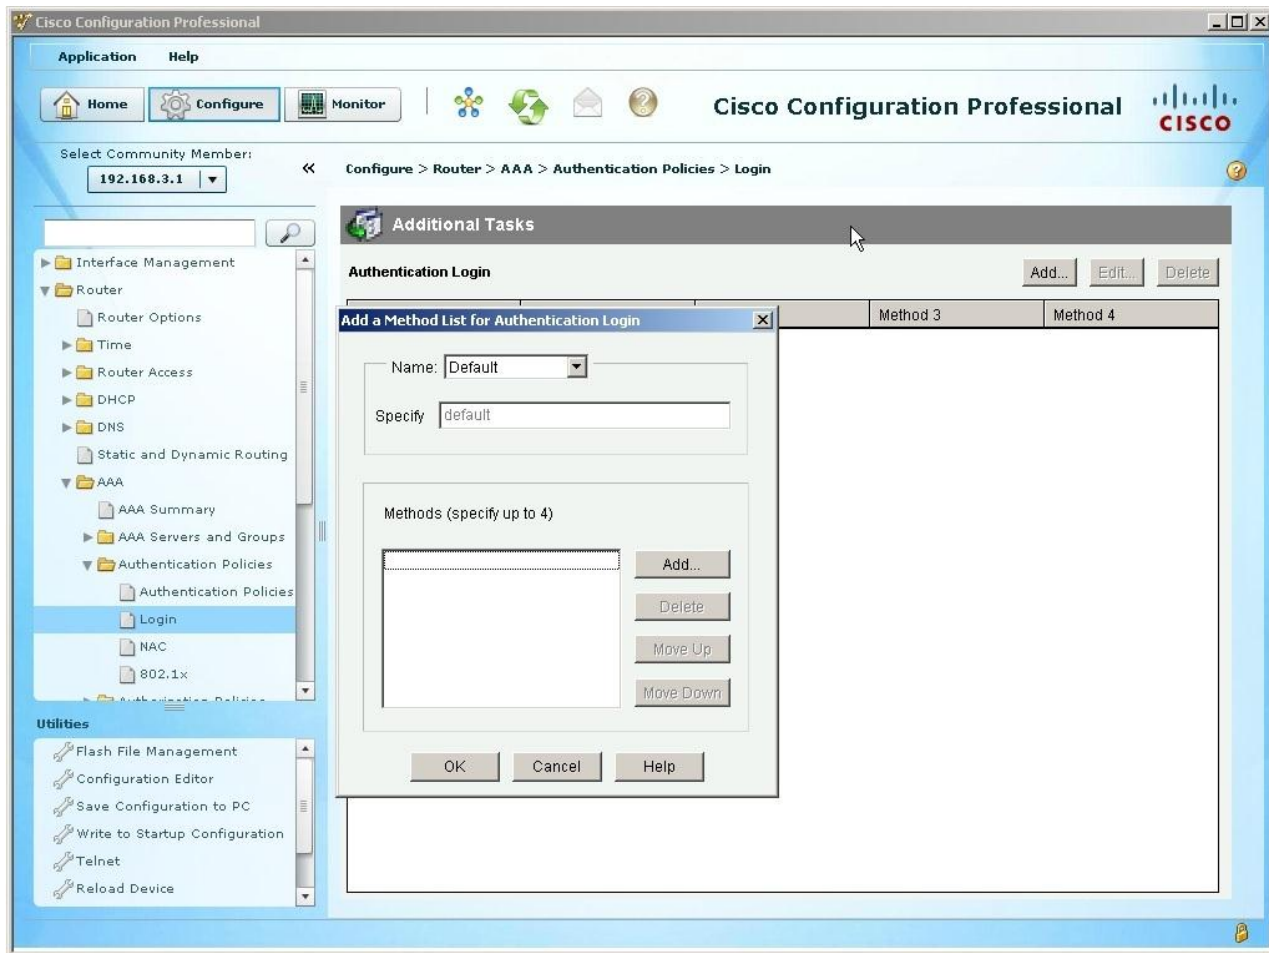 Cisco Configuration Professional
Application Help
Home Configure Monitor Cisco Configuration Professional CISCO
Select Community Member:
192.168.3.1
Configure > Router > AAA > Authentication Policies > Login
Interface Management
Router
Router Options
Time
Router Access
DHCP
DNS
Static and Dynamic Routing
AAA
AAA Summary
AAA Servers and Groups
Authentication Policies
Authentication Policies
Login
NAC
802.1x
Utilities
Flash File Management
Configuration Editor
Save Configuration to PC
Write to Startup Configuration
Telnet
Reload Device
Additional Tasks
Authentication Login Add... Edit... Delete
Method 3 Method 4
Add a Method List for Authentication Login
Name: Default
Specify default
Methods (specify up to 4)
Add...
Delete
Move Up
Move Down
OK Cancel Help